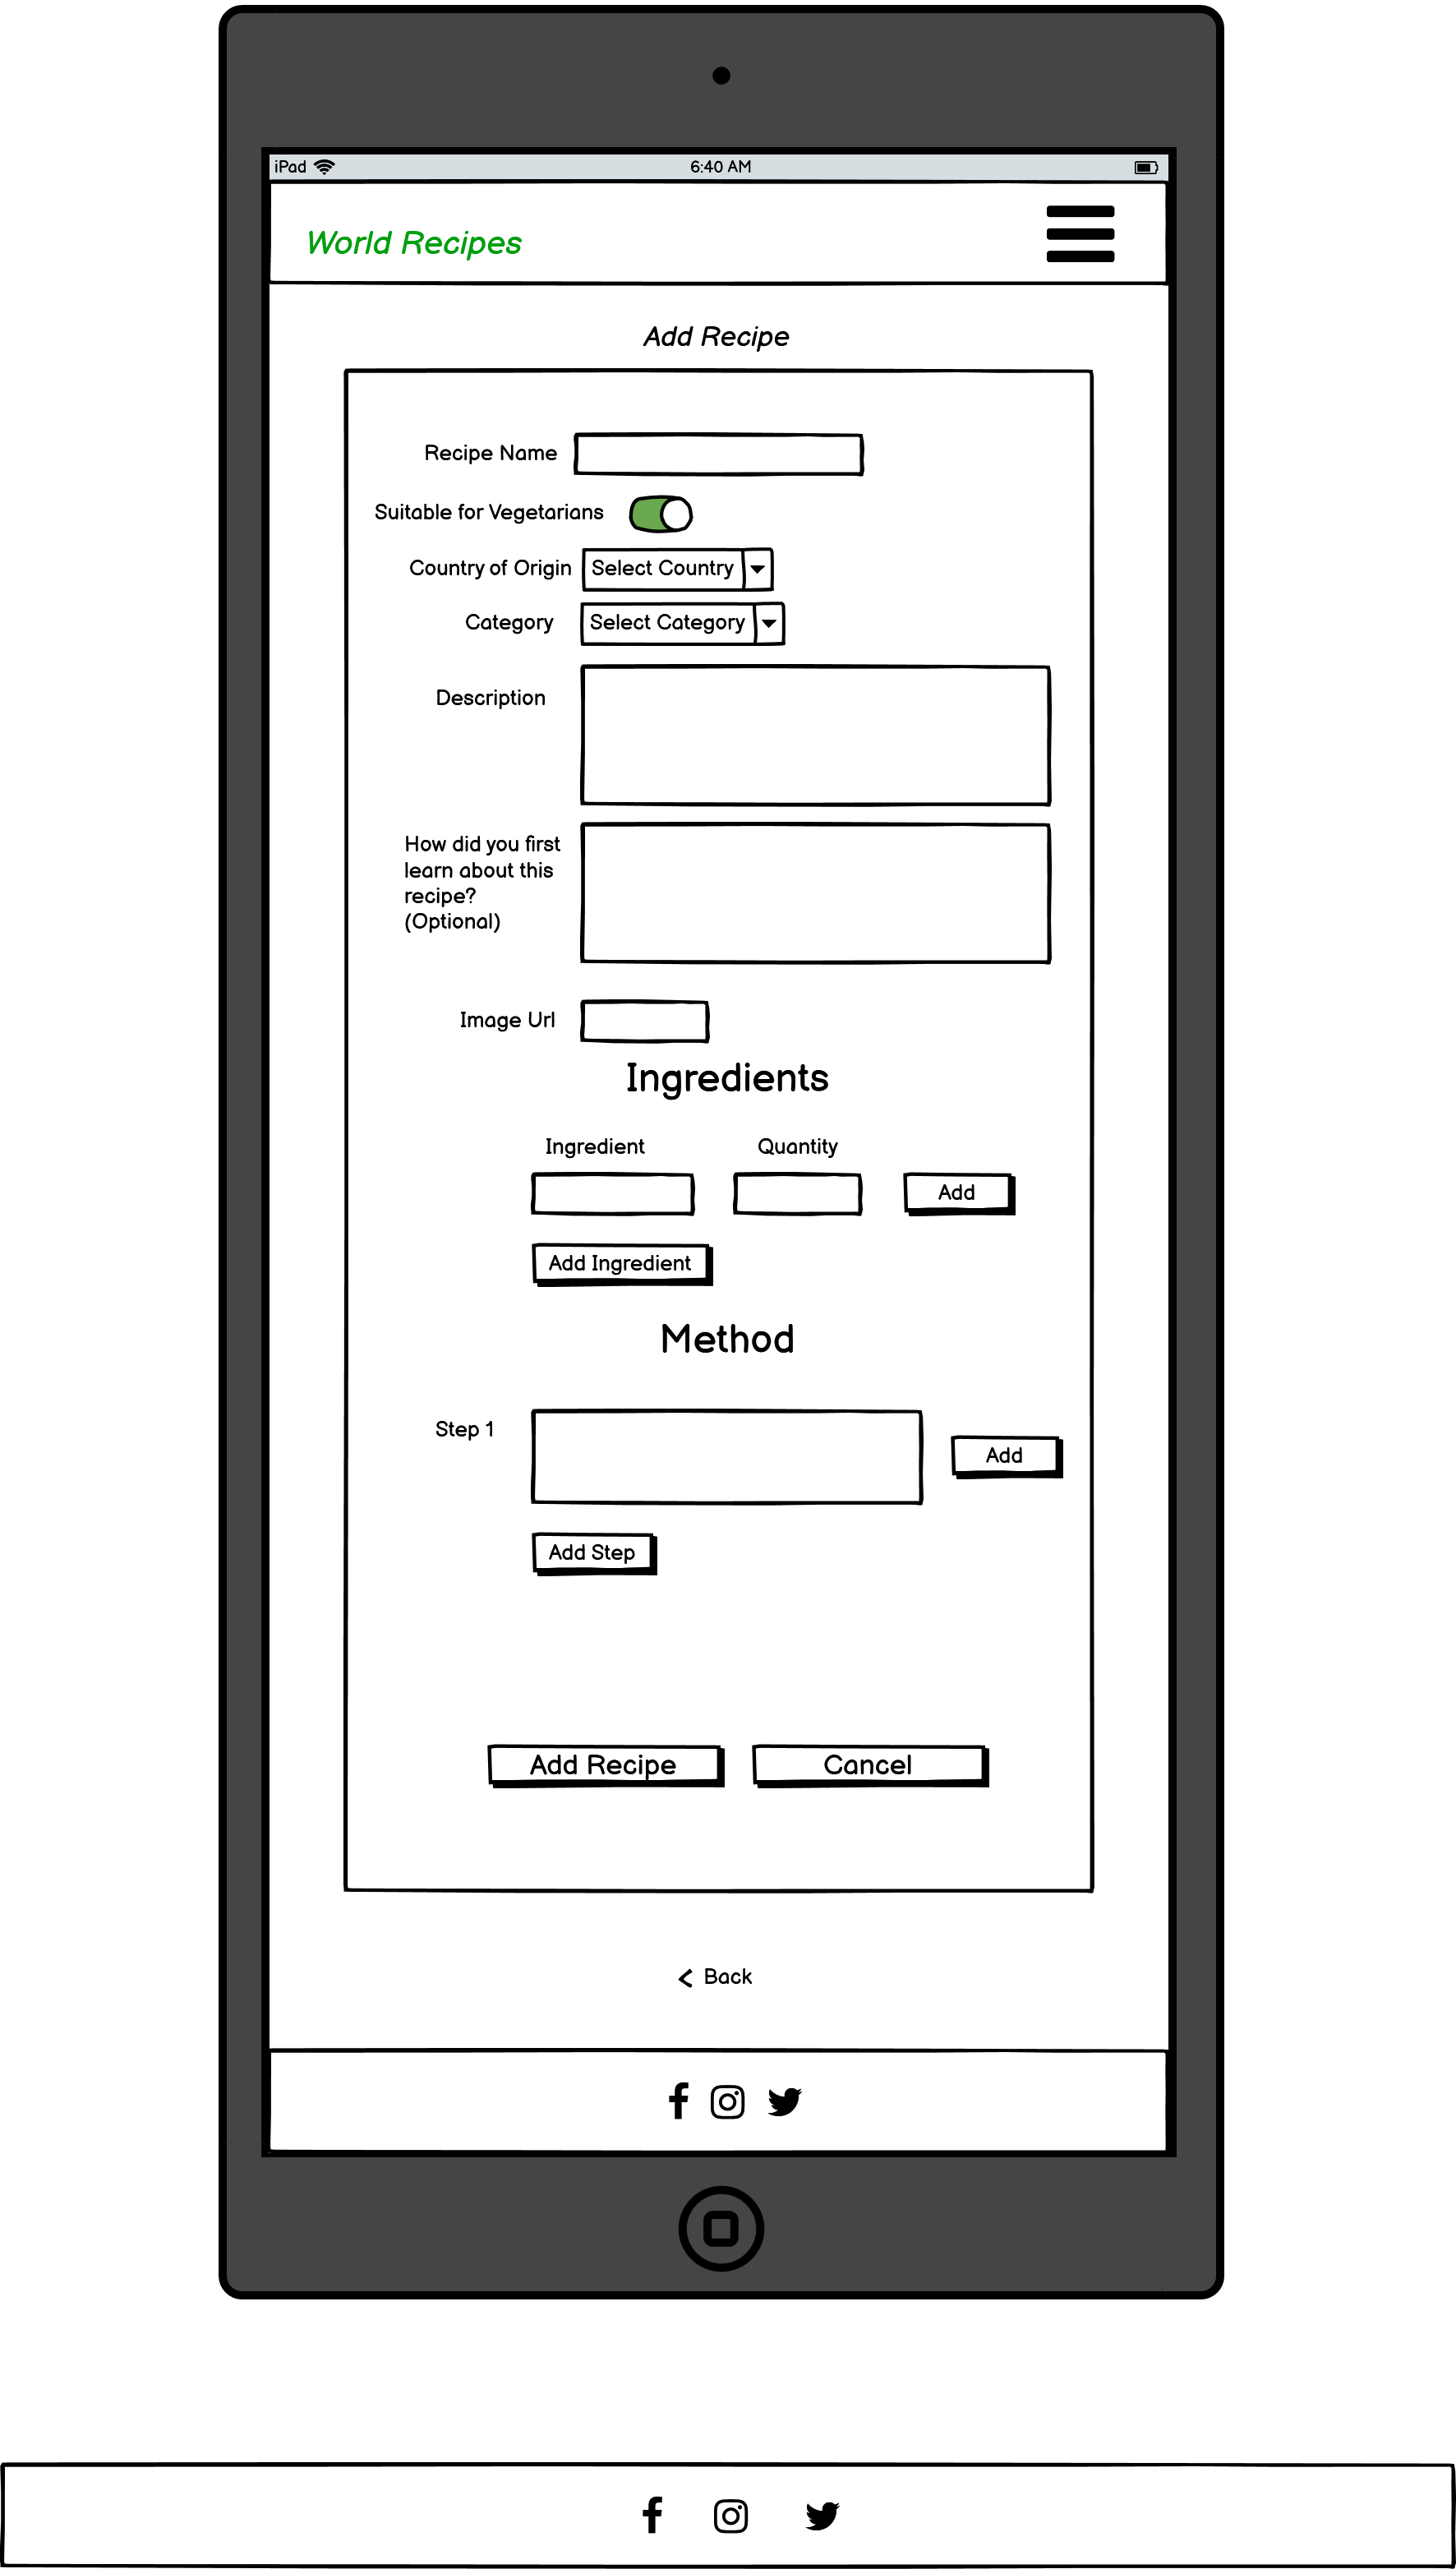 iPad 6:40 AM
World Recipes
Add Recipe
Recipe Name
Suitable for Vegetarians
Country of Origin Select Country
Category Select Category
Description
How did you first
learn about this
recipe?
(Optional)
Image Url
Ingredients
Ingredient Quantity
Add
Add Ingredient
Method
Step 1
Add
Add Step
Add Recipe Cancel
Back